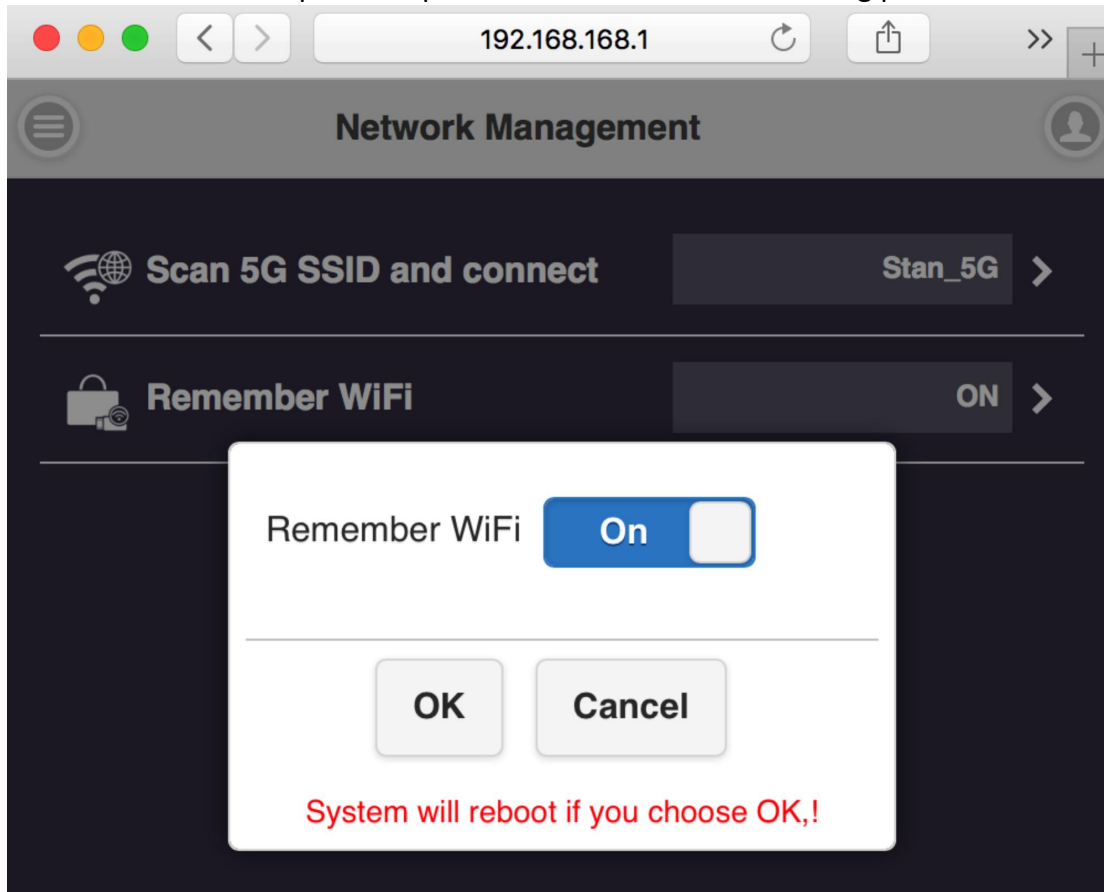 192.168.168.1
Network Management
Scan 5G SSID and connect
Stan_5G
Remember WiFi
ON
Remember WiFi
On
OK
Cancel
System will reboot if you choose OK,!